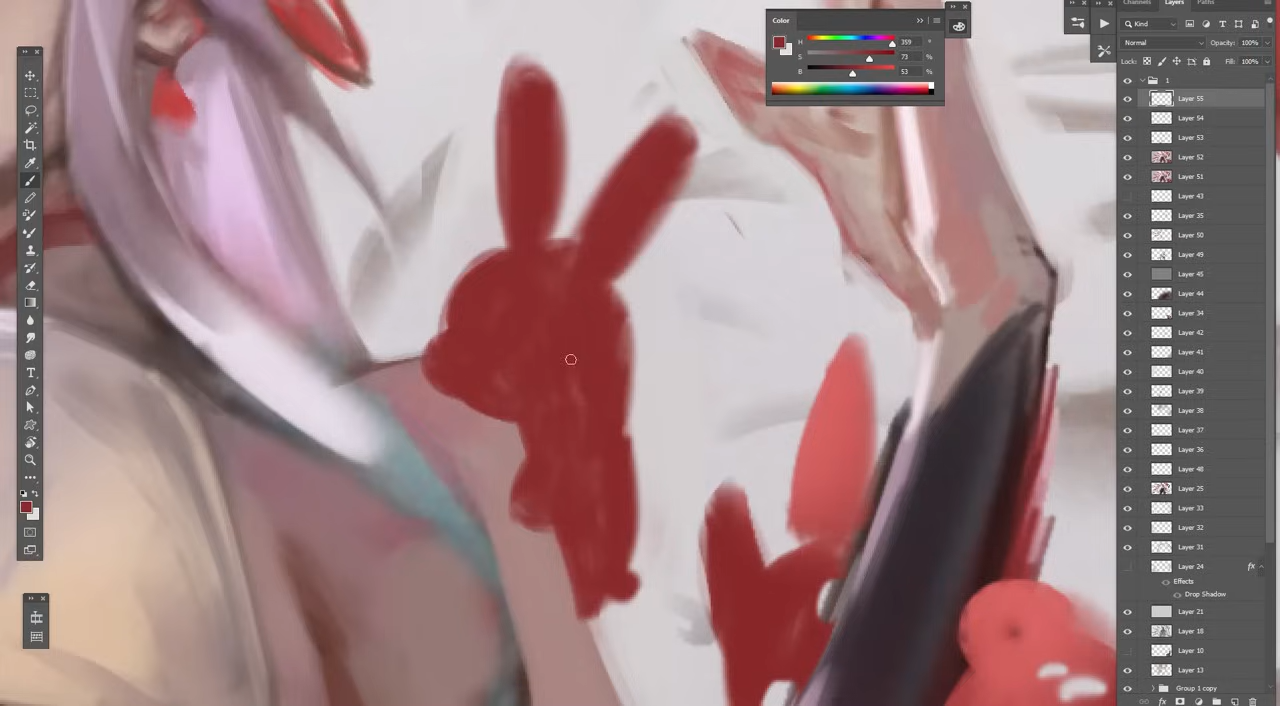 Channels Layers Paths
Color
Kind
H 359 °
Normal Opacity: 100%
S 73 %
Lock: Fill: 100%
B 53 %
1
Layer 55
Layer 54
Layer 53
Layer 52
Layer 51
Layer 43
Layer 35
Layer 50
Layer 49
Layer 45
Layer 44
Layer 34
Layer 42
Layer 41
Layer 40
Layer 39
Layer 38
Layer 37
Layer 36
Layer 48
Layer 25
Layer 33
Layer 32
Layer 31
Layer 24 fx
Effects
Drop Shadow
Layer 21
Layer 18
Layer 10
Layer 13
Group 1 copy
fx